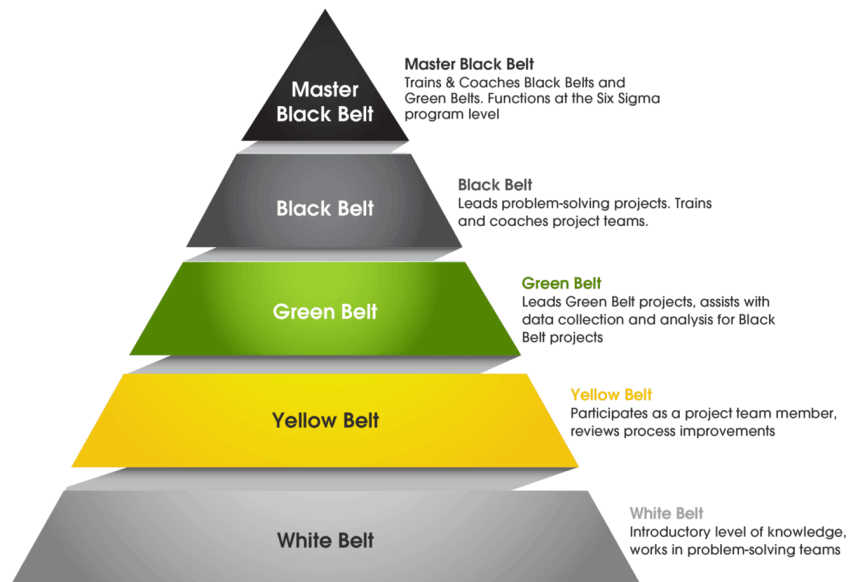 Master
Black Belt
Master Black Belt
Trains & Coaches Black Belts and
Green Belts. Functions at the Six Sigma
program level
Black Belt
Black Belt
Leads problem-solving projects. Trains
and coaches project teams.
Green Belt
Green Belt
Leads Green Belt projects, assists with
data collection and analysis for Black
Belt projects
Yellow Belt
Yellow Belt
Participates as a project team member,
reviews process improvements
White Belt
White Belt
Introductory level of knowledge,
works in problem-solving teams